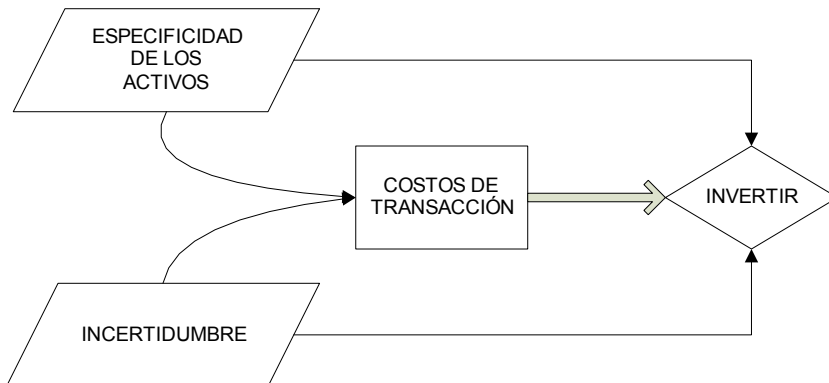 ESPECIFICIDAD
DE LOS
ACTIVOS
COSTOS DE
TRANSACCIÓN
INVERTIR
INCERTIDUMBRE